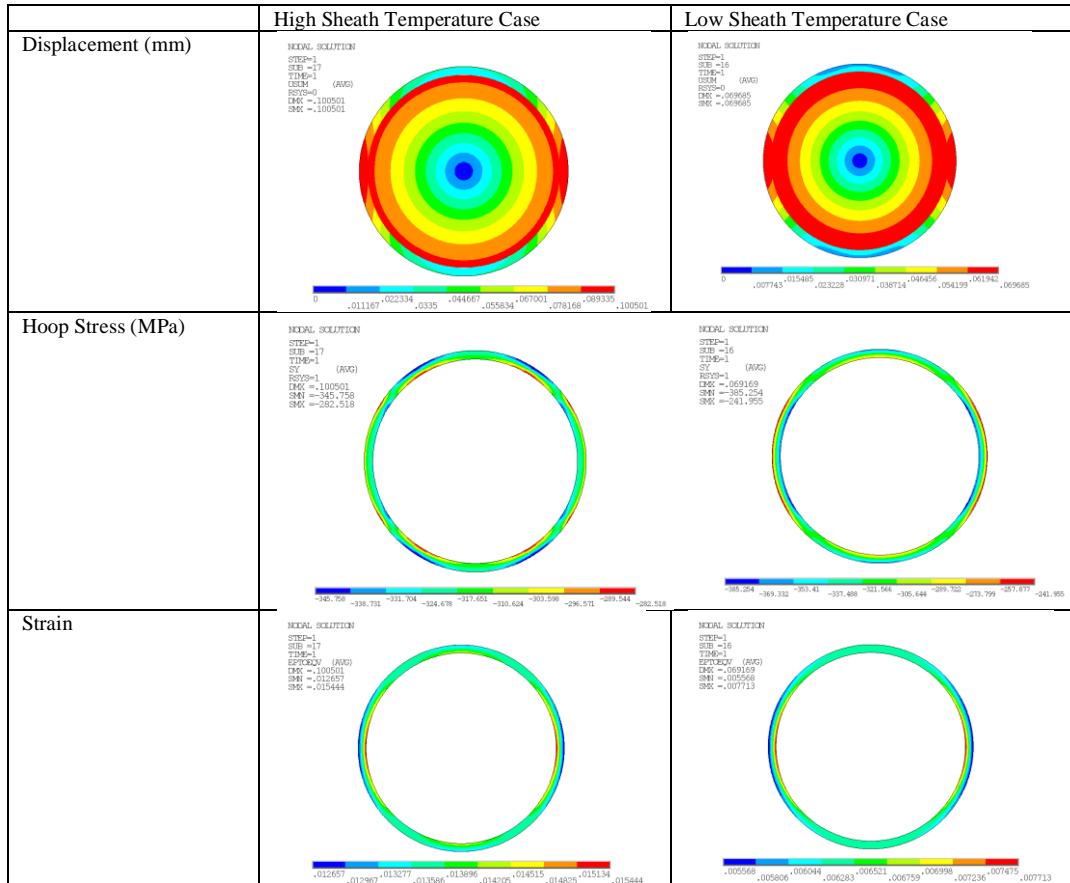 High Sheath Temperature Case
Low Sheath Temperature Case
Displacement (mm)
NODAL SOLUTION
STEP=1
SUB =17
TIME=1
USUM (AVG)
RSYS=0
DMX =.100501
SMX =.100501
0 .022334 .044667 .067001 .089335
.011167 .0335 .055834 .078168 .100501
NODAL SOLUTION
STEP=1
SUB =16
TIME=1
USUM (AVG)
RSYS=0
DMX =.069685
SMX =.069685
0 .015485 .030971 .046456 .061942
.007743 .023228 .038714 .054199 .069685
Hoop Stress (MPa)
NODAL SOLUTION
STEP=1
SUB =17
TIME=1
SY (AVG)
RSYS=1
DMX =.100501
SMN =-345.758
SMX =-282.518
-345.758 -331.704 -317.651 -303.598 -289.544
-338.731 -324.678 -310.624 -296.571 -282.518
NODAL SOLUTION
STEP=1
SUB =16
TIME=1
SY (AVG)
RSYS=1
DMX =.069169
SMN =-385.254
SMX =-241.955
-385.254 -353.41 -321.566 -289.722 -257.877
-369.332 -337.488 -305.644 -273.799 -241.955
Strain
NODAL SOLUTION
STEP=1
SUB =17
TIME=1
EPTOEQV (AVG)
DMX =.100501
SMN =.012657
SMX =.015444
.012657 .013277 .013896 .014515 .015134
.012967 .013586 .014205 .014825 .015444
NODAL SOLUTION
STEP=1
SUB =16
TIME=1
EPTOEQV (AVG)
DMX =.069169
SMN =.005568
SMX =.007713
.005568 .006044 .006521 .006998 .007475
.005806 .006283 .006759 .007236 .007713